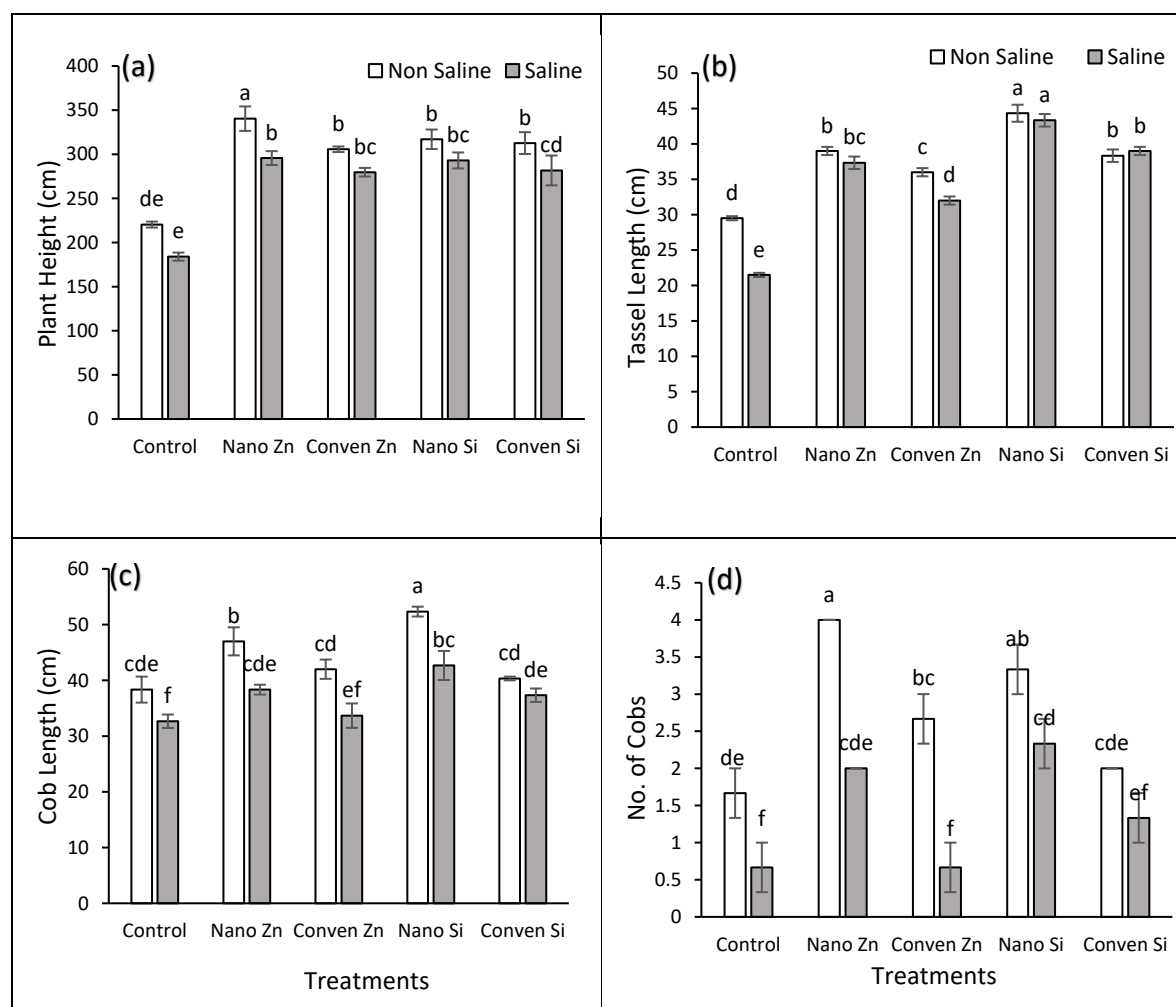 (a)
Non Saline Saline
Plant Height (cm)
400
350
300
250
200
150
100
50
0
de e a b b bc b bc b cd
Control Nano Zn Conven Zn Nano Si Conven Si
(b)
Non Saline Saline
Tassel Length (cm)
50
45
40
35
30
25
20
15
10
5
0
d e b bc c d a a b b
Control Nano Zn Conven Zn Nano Si Conven Si
(c)
Cob Length (cm)
60
50
40
30
20
10
0
cde f b cde cd ef a bc cd de
Control Nano Zn Conven Zn Nano Si Conven Si
Treatments
(d)
No. of Cobs
4.5
4
3.5
3
2.5
2
1.5
1
0.5
0
de f a cde bc f ab cd cde ef
Control Nano Zn Conven Zn Nano Si Conven Si
Treatments